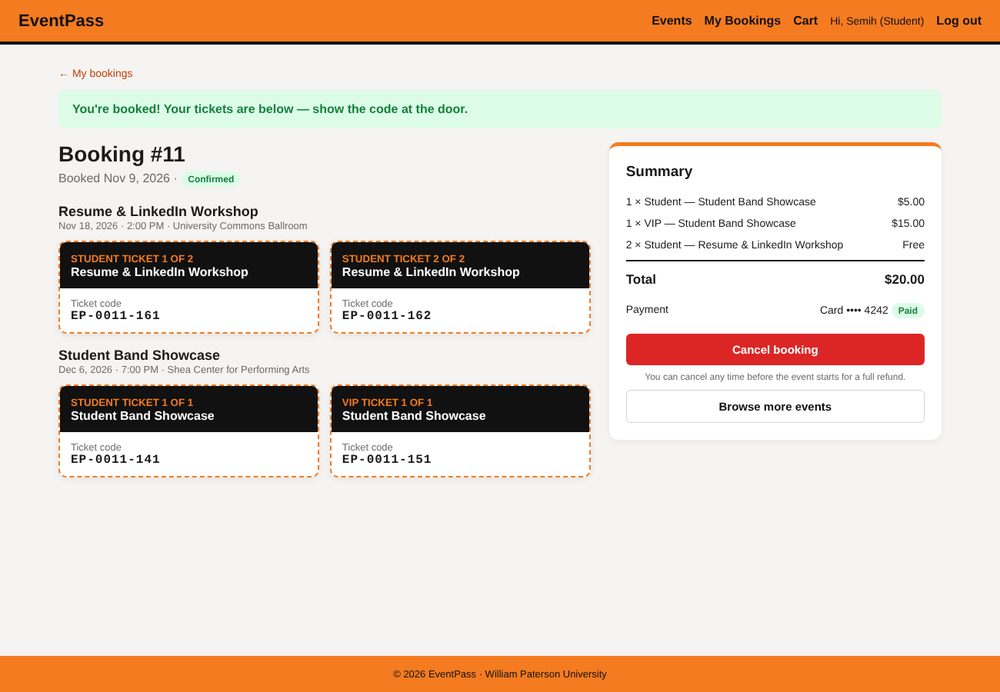 EventPass
Events My Bookings Cart Hi, Semih (Student) Log out
← My bookings
You're booked! Your tickets are below — show the code at the door.
Booking #11
Booked Nov 9, 2026 · Confirmed
Resume & LinkedIn Workshop
Nov 18, 2026 · 2:00 PM · University Commons Ballroom
STUDENT TICKET 1 OF 2
Resume & LinkedIn Workshop
Ticket code
EP-0011-161
STUDENT TICKET 2 OF 2
Resume & LinkedIn Workshop
Ticket code
EP-0011-162
Student Band Showcase
Dec 6, 2026 · 7:00 PM · Shea Center for Performing Arts
STUDENT TICKET 1 OF 1
Student Band Showcase
Ticket code
EP-0011-141
VIP TICKET 1 OF 1
Student Band Showcase
Ticket code
EP-0011-151
Summary
1 × Student — Student Band Showcase $5.00
1 × VIP — Student Band Showcase $15.00
2 × Student — Resume & LinkedIn Workshop Free
Total $20.00
Payment Card •••• 4242 Paid
Cancel booking
You can cancel any time before the event starts for a full refund.
Browse more events
© 2026 EventPass · William Paterson University